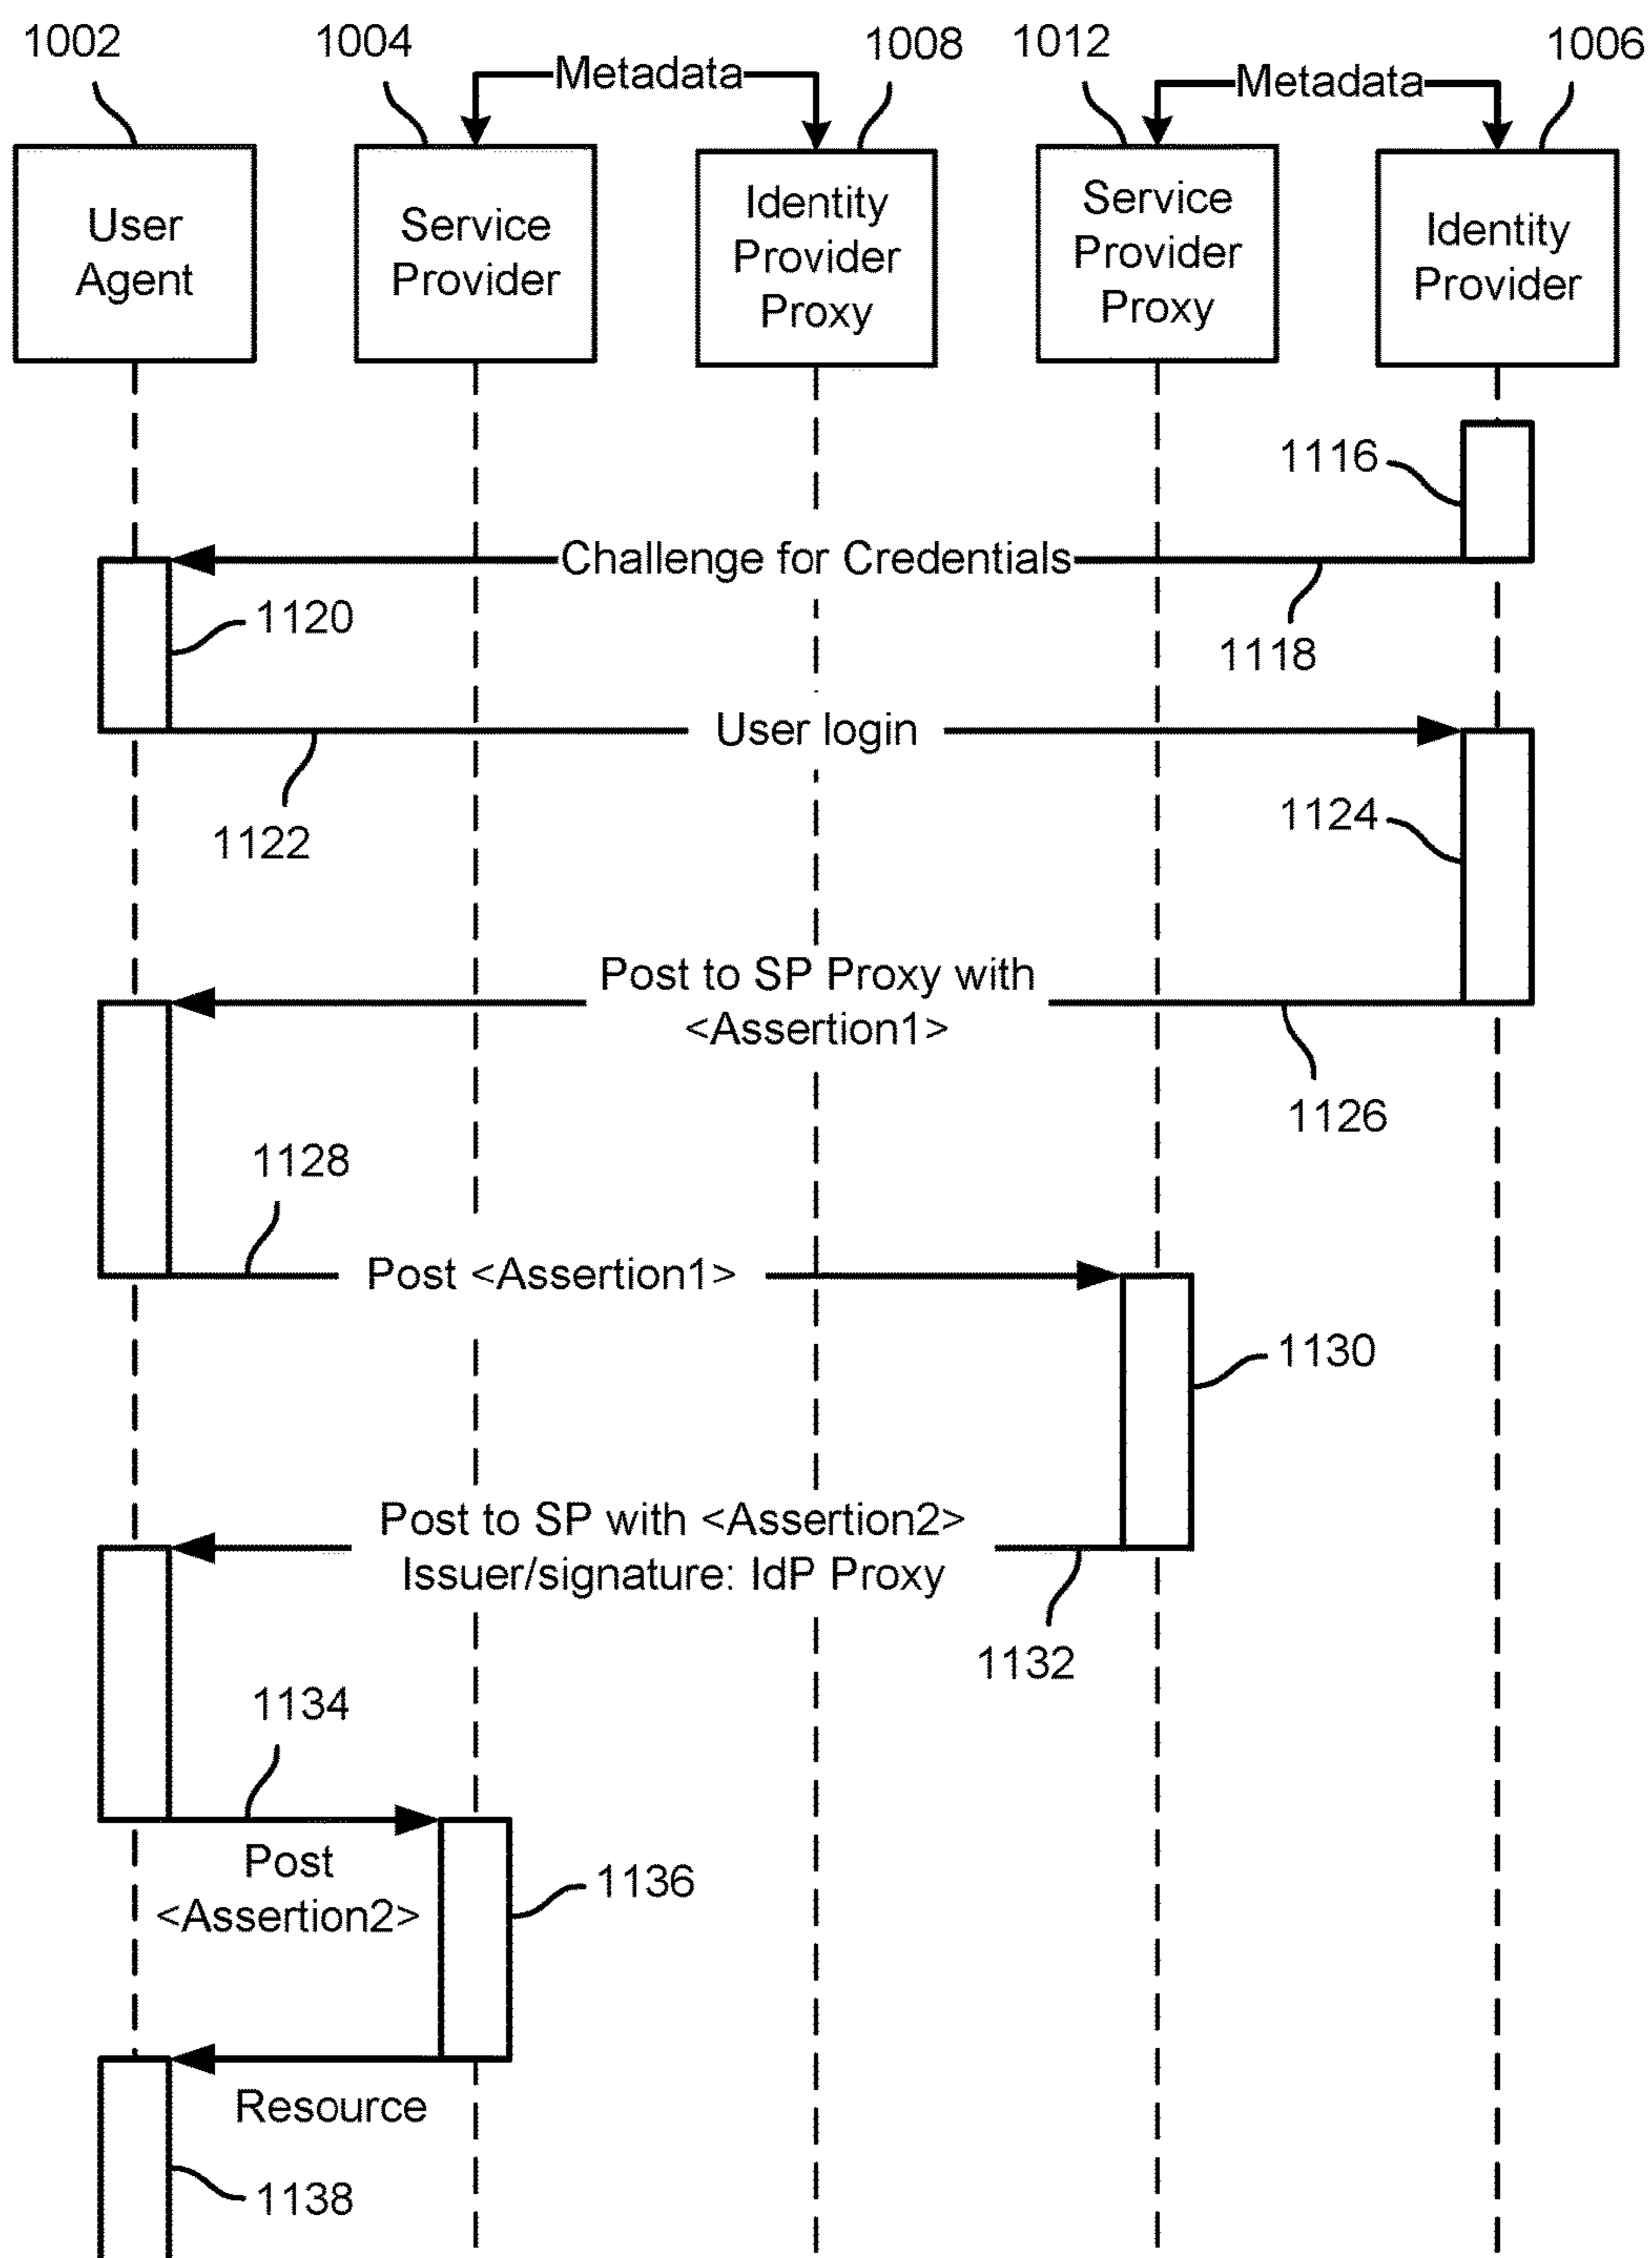 1002
1004
Metadata
1008
1012
Metadata
1006
User
Agent
Service
Provider
Identity
Provider
Proxy
Service
Provider
Proxy
Identity
Provider
1116
Challenge for Credentials
1120
1118
User login
1122
1124
Post to SP Proxy with
<Assertion1>
1126
1128
Post <Assertion1>
1130
Post to SP with <Assertion2>
Issuer/signature: IdP Proxy
1132
1134
Post
<Assertion2>
1136
Resource
1138